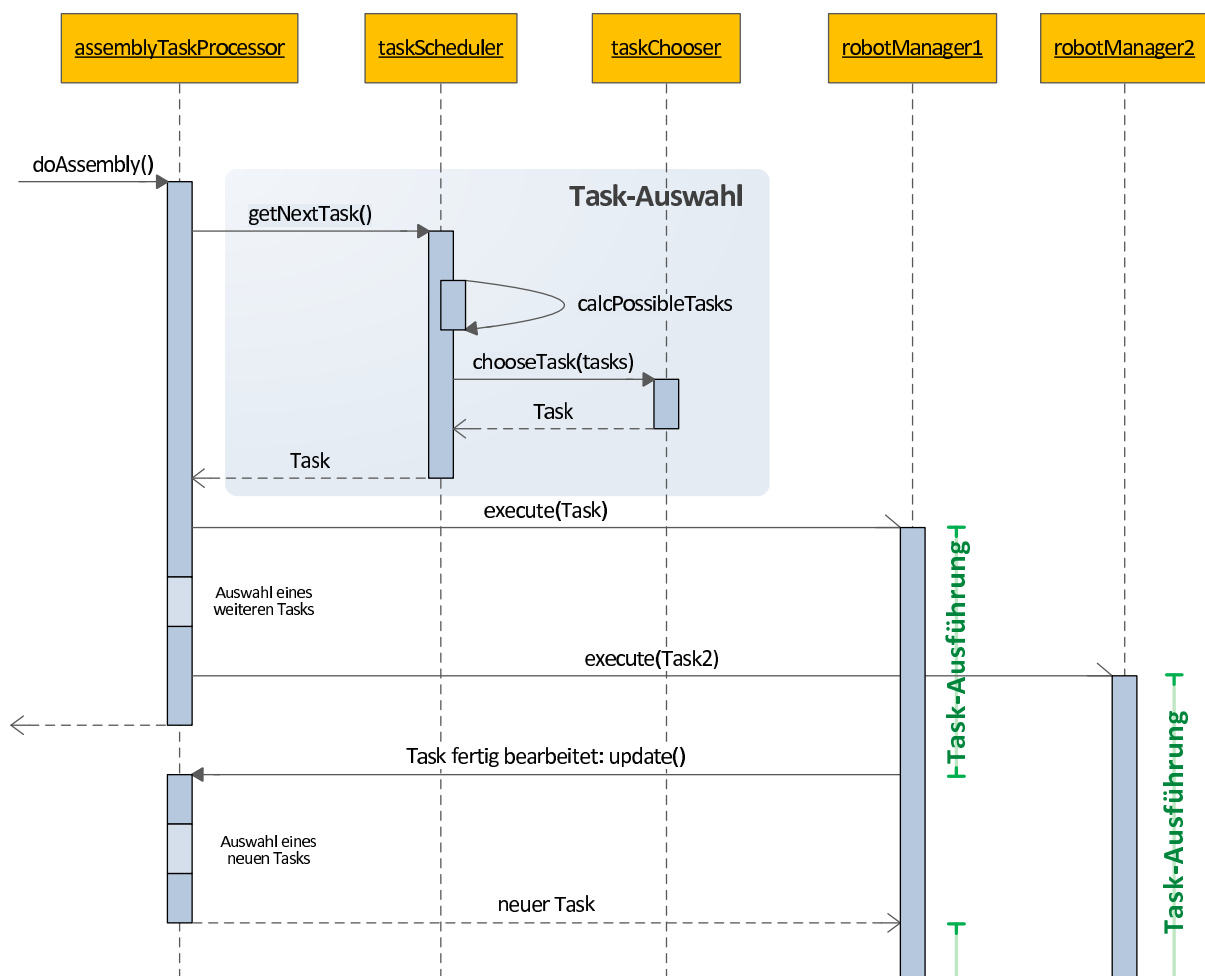 assemblyTaskProcessor
taskScheduler
taskChooser
robotManager1
robotManager2
doAssembly()
Task-Auswahl
getNextTask()
calcPossibleTasks
chooseTask(tasks)
Task
Task
execute(Task)
Task-Ausführung
Auswahl eines
weiteren Tasks
execute(Task2)
Task-Ausführung
Task fertig bearbeitet: update()
Auswahl eines
neuen Tasks
neuer Task